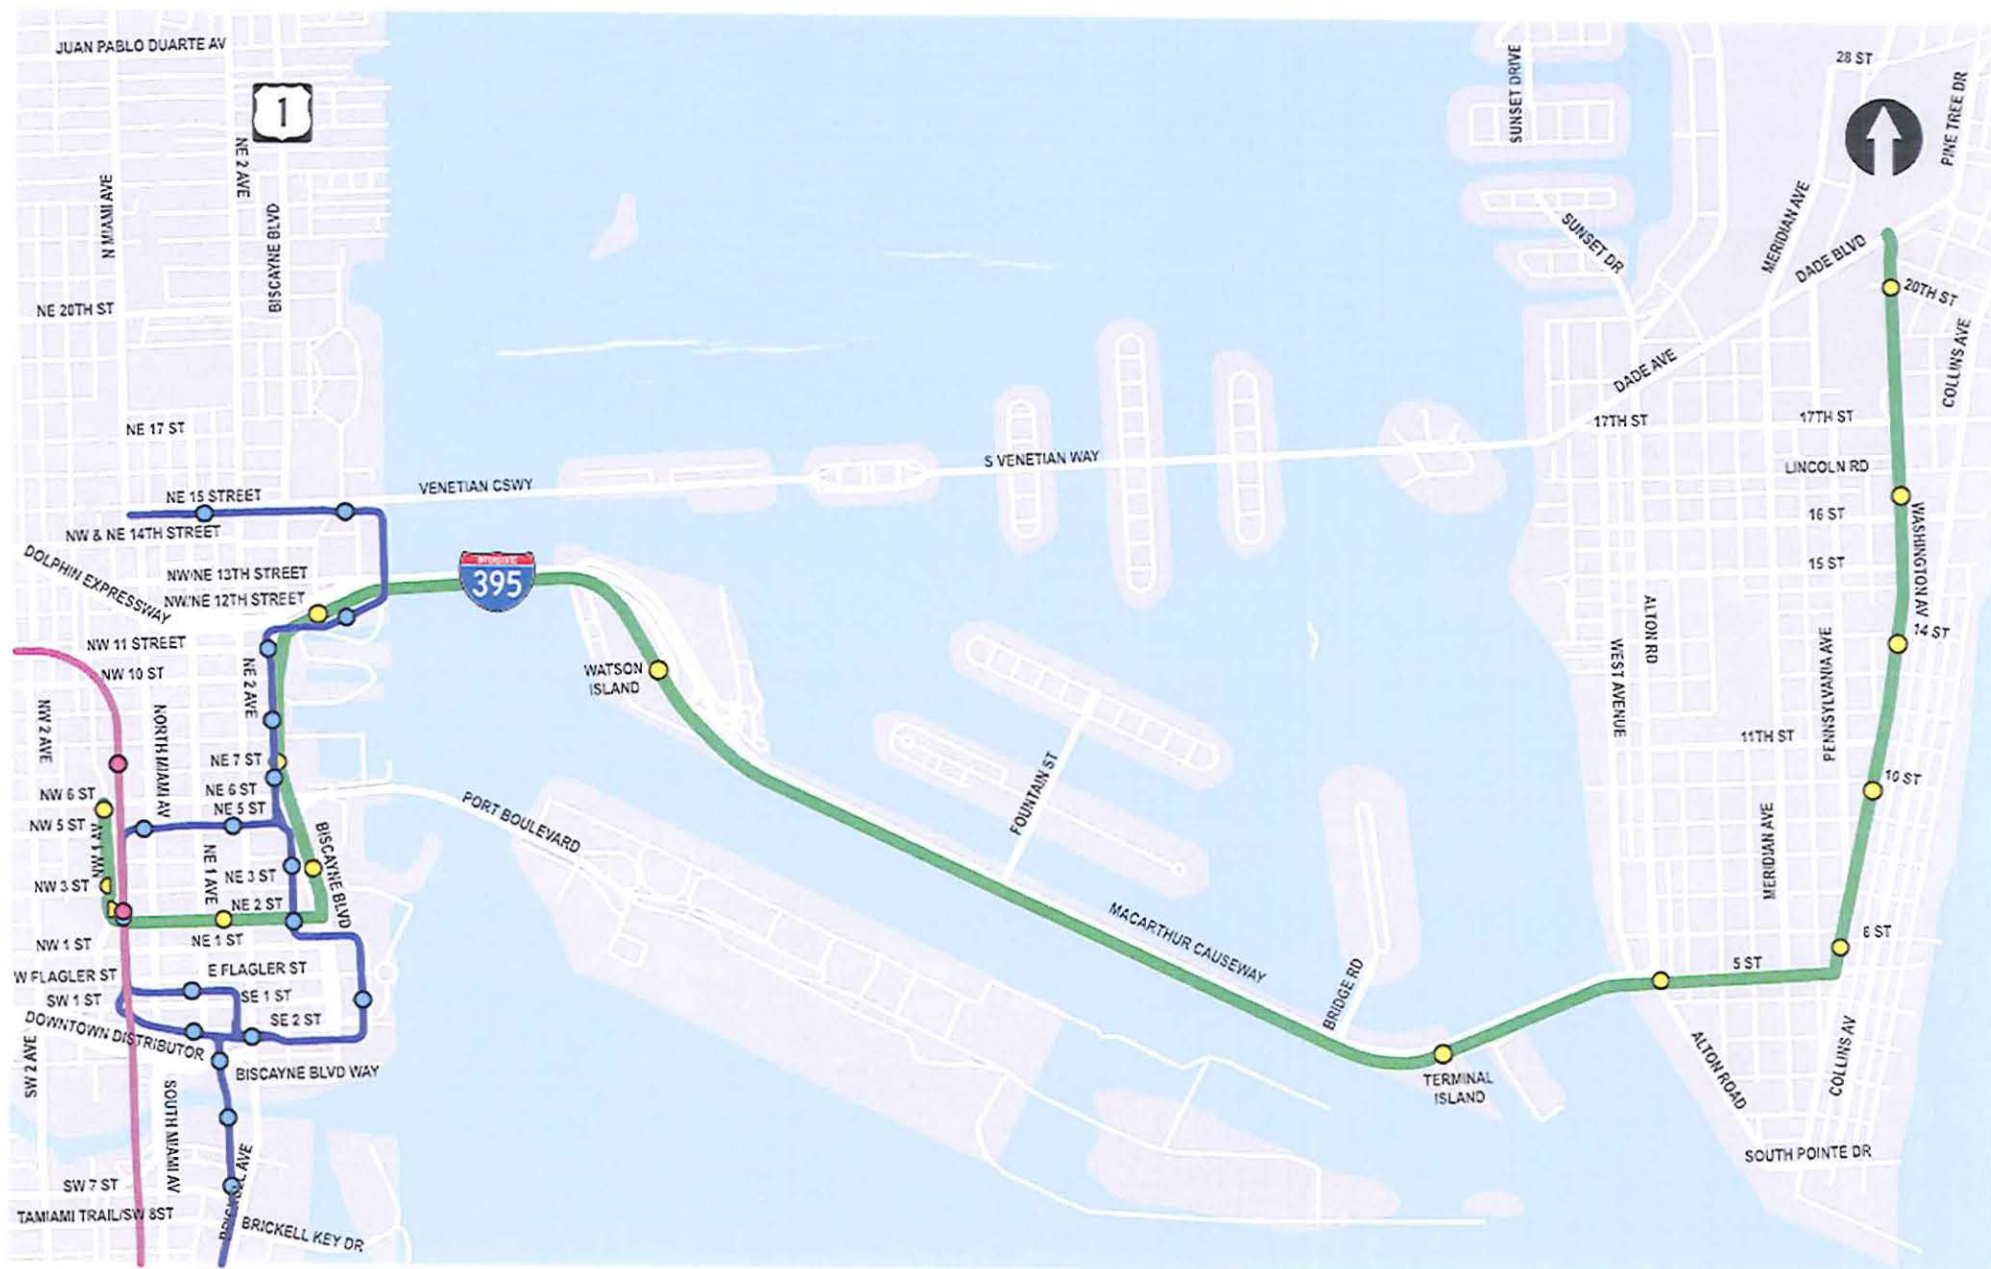 JUAN PABLO DUARTE AV
1
NE 2 AVE
N MIAMI AVE
BISCAYNE BLVD
NE 20TH ST
NE 17 ST
NE 15 STREET
NW & NE 14TH STREET
DOLPHIN EXPRESSWAY
NW/NE 13TH STREET
NW/NE 12TH STREET
NW 11 STREET
NW 10 ST
NE 2 AVE
NW 2 AVE
NORTH MIAMI AV
NE 7 ST
NW 6 ST
NE 6 ST
NE 5 ST
NW 5 ST
NW 1 AV
NE 1 AVE
BISCAYNE BLVD
NE 3 ST
NW 3 ST
NE 2 ST
NE 1 ST
NW 1 ST
E FLAGLER ST
W FLAGLER ST
SE 1 ST
SW 1 ST
SE 2 ST
DOWNTOWN DISTRIBUTOR
SW 2 AVE
BISCAYNE BLVD WAY
SOUTH MIAMI AV
SW 7 ST
TAMIAMI TRAIL/SW 8ST
BRICKELL KEY DR
VENETIAN CSWY
S VENETIAN WAY
395
WATSON
ISLAND
PORT BOULEVARD
FOUNTAIN ST
MACARTHUR CAUSEWAY
BRIDGE RD
TERMINAL
ISLAND
SUNSET DRIVE
SUNSET DR
28 ST
PINE TREE DR
MERIDIAN AVE
DADE BLVD
20TH ST
COLLINS AVE
DADE AVE
17TH ST
17TH ST
LINCOLN RD
16 ST
WASHINGTON AV
15 ST
ALTON RD
WEST AVENUE
14 ST
PENNSYLVANIA AVE
11TH ST
10 ST
MERIDIAN AVE
5 ST
ALTON ROAD
COLLINS AV
SOUTH POINTE DR